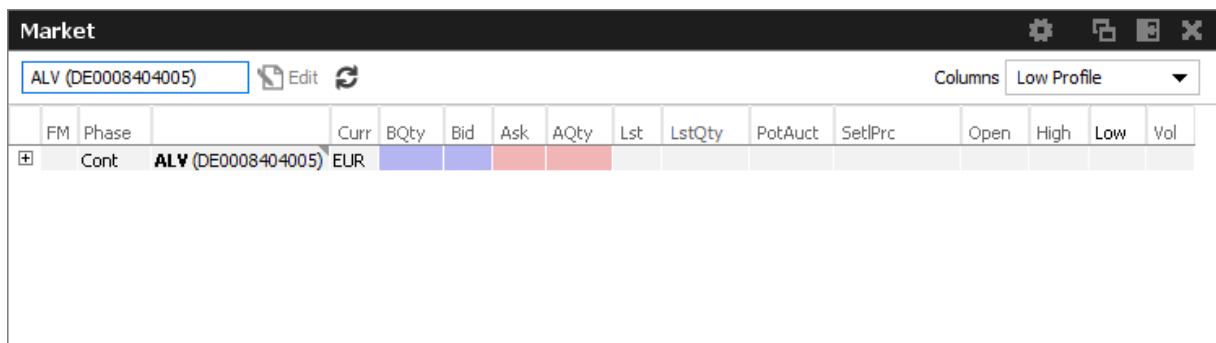 Market
ALV (DE0008404005) Edit Columns Low Profile
FM Phase Curr BQty Bid Ask AQty Lst LstQty PotAuct SetlPrc Open High Low Vol
Cont ALV (DE0008404005) EUR